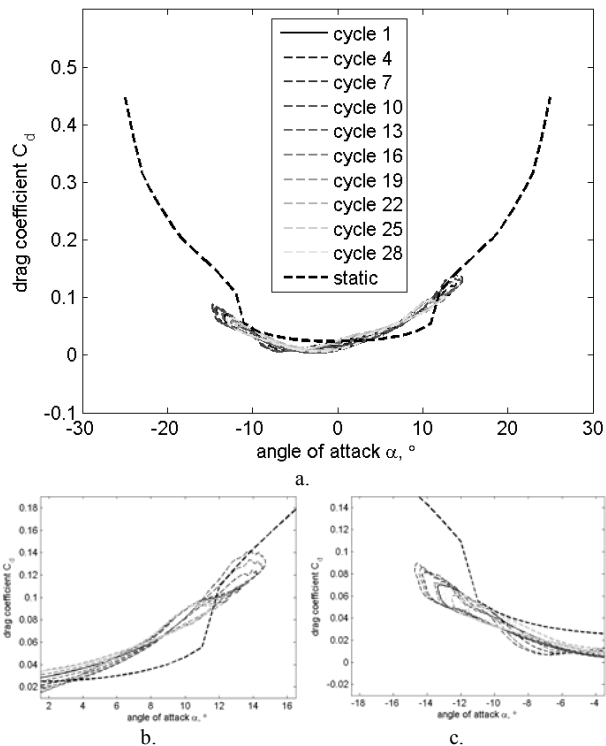 drag coefficient C_d
0.5
0.4
0.3
0.2
0.1
0
-0.1
-30
-20
-10
0
10
20
30
angle of attack α, °
cycle 1
cycle 4
cycle 7
cycle 10
cycle 13
cycle 16
cycle 19
cycle 22
cycle 25
cycle 28
static
a.
drag coefficient C_d
0.18
0.16
0.14
0.12
0.1
0.08
0.06
0.04
0.02
2
4
6
8
10
12
14
16
angle of attack α, °
b.
drag coefficient C_d
0.14
0.12
0.1
0.08
0.06
0.04
0.02
0
-0.02
-18
-16
-14
-12
-10
-8
-6
-4
angle of attack α, °
c.